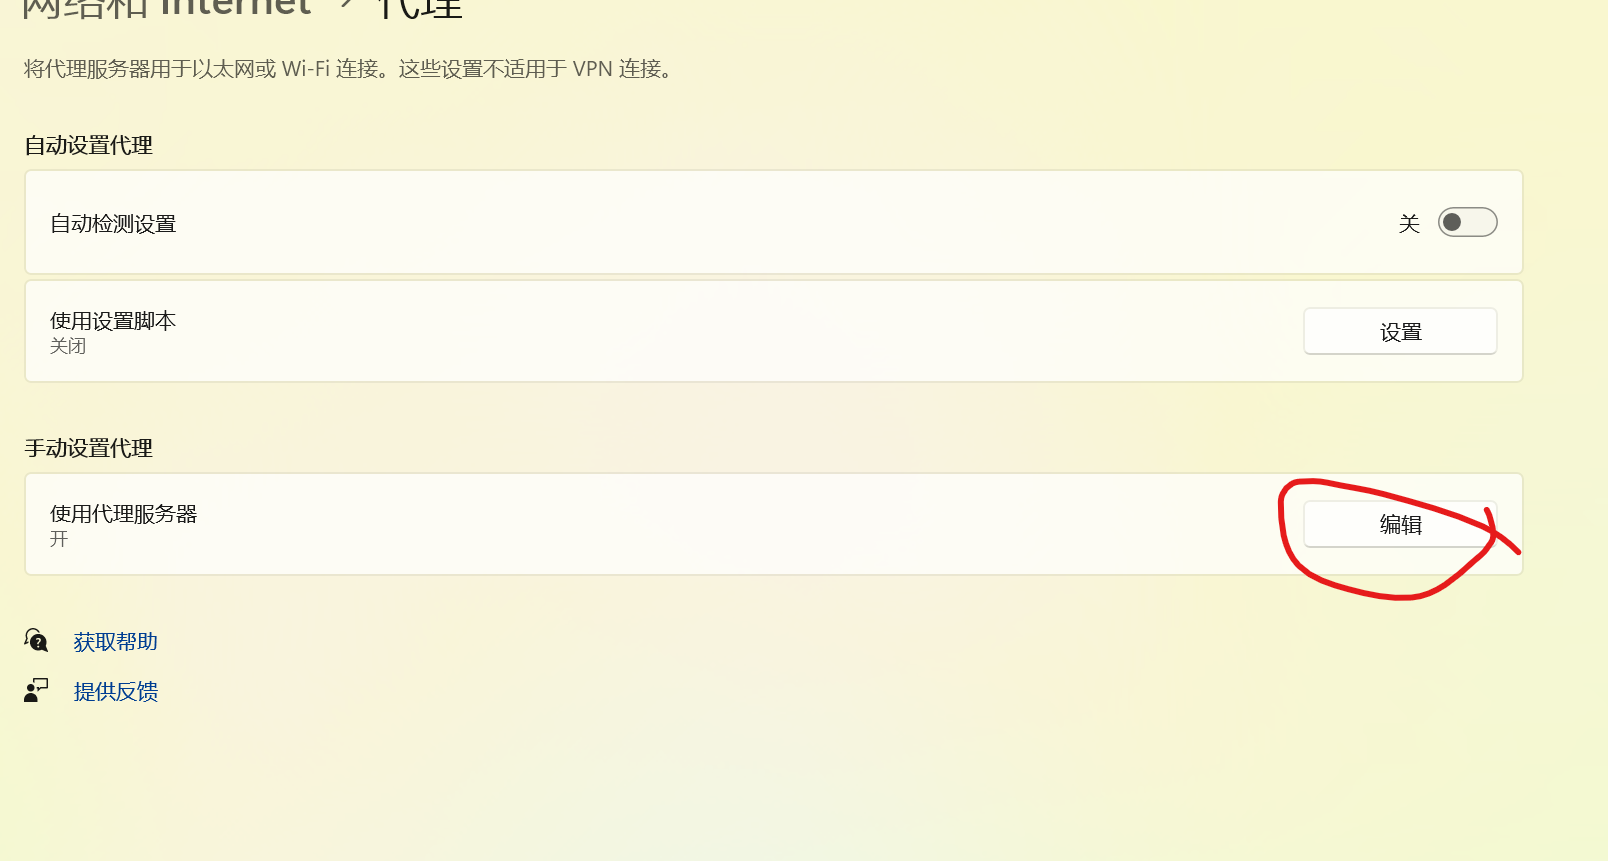 网络和 Internet › 代理
将代理服务器用于以太网或 Wi-Fi 连接。这些设置不适用于 VPN 连接。
自动设置代理
自动检测设置
关
使用设置脚本
关闭
设置
手动设置代理
使用代理服务器
开
编辑
获取帮助
提供反馈